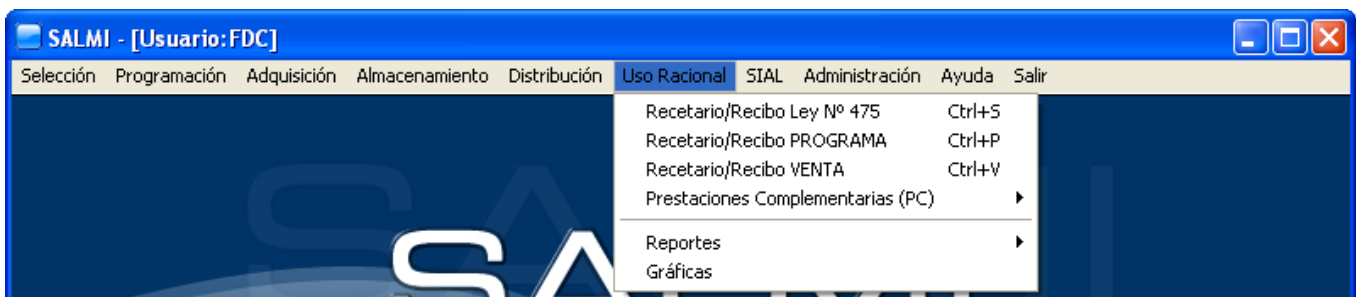 SALMI - [Usuario:FDC]
Selección Programación Adquisición Almacenamiento Distribución Uso Racional SIAL Administración Ayuda Salir
Recetario/Recibo Ley Nº 475 Ctrl+S
Recetario/Recibo PROGRAMA Ctrl+P
Recetario/Recibo VENTA Ctrl+V
Prestaciones Complementarias (PC)
Reportes
Gráficas